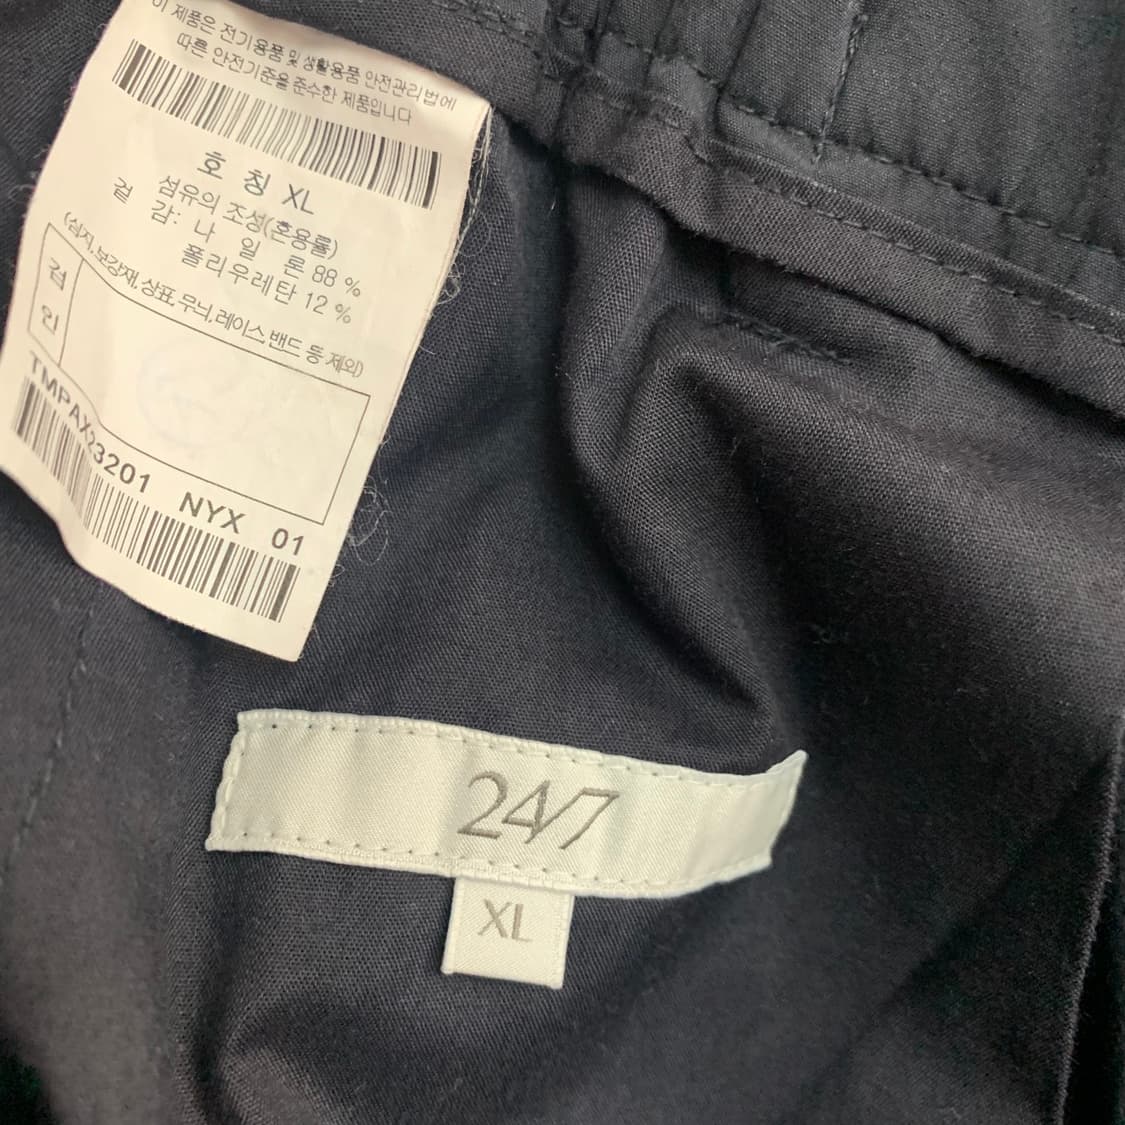 이 제품은 전기용품 및 생활용품 안전관리법에
따른 안전기준을 준수한 제품입니다
호 칭 XL
섬유의 조성(혼용률)
겉 감: 나 일 론 88 %
폴리우레탄 12 %
(심지, 보강재, 상표, 무늬, 레이스, 밴드 등 제외)
검
인
TMPAX23201 NYX 01
24/7
XL